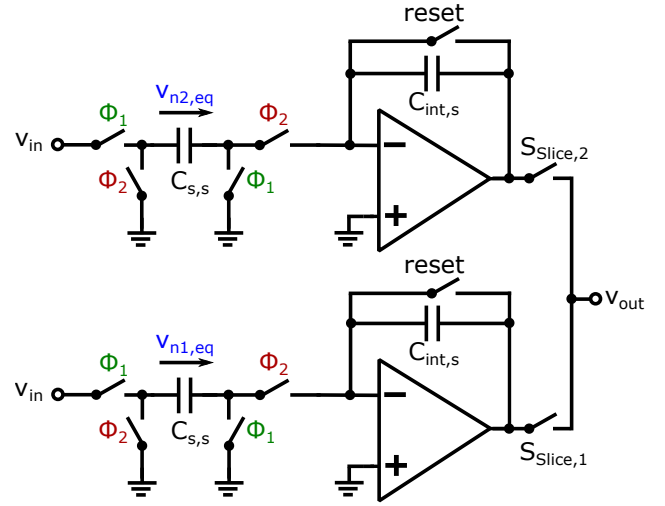 reset
v_n2,eq
Φ_1
Φ_2
C_int,s
v_in
−
S_Slice,2
Φ_2
C_s,s
Φ_1
+
reset
v_out
v_n1,eq
Φ_1
Φ_2
C_int,s
v_in
−
Φ_2
C_s,s
Φ_1
+
S_Slice,1